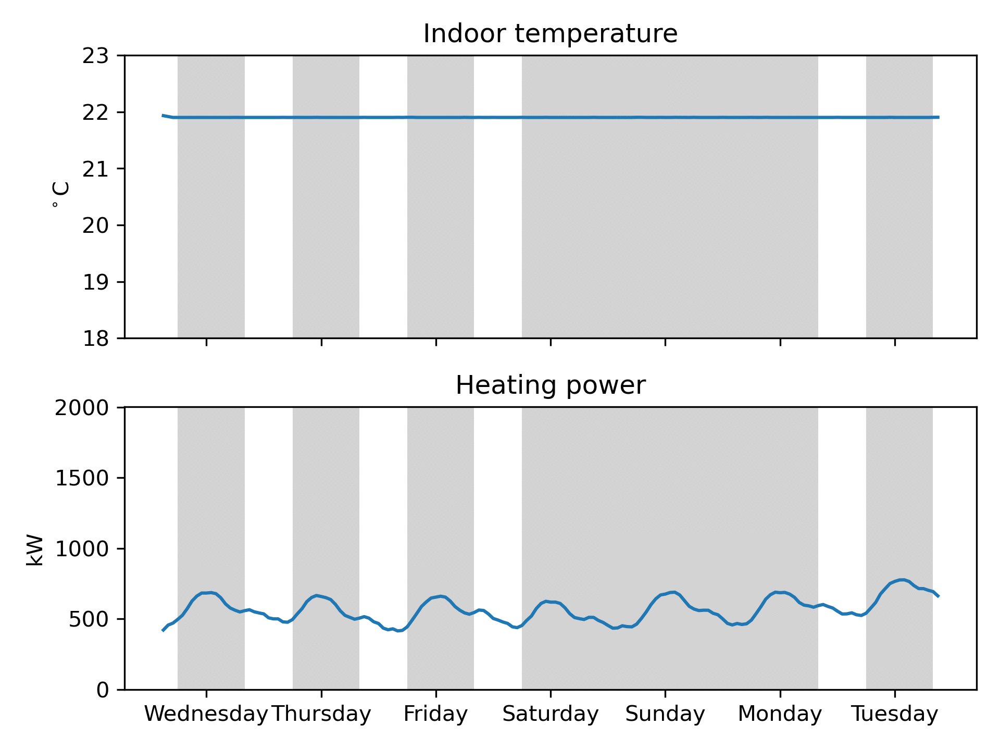 Indoor temperature
23
22
21
20
19
18
°C
Heating power
2000
1500
1000
500
0
kW
Wednesday Thursday Friday Saturday Sunday Monday Tuesday